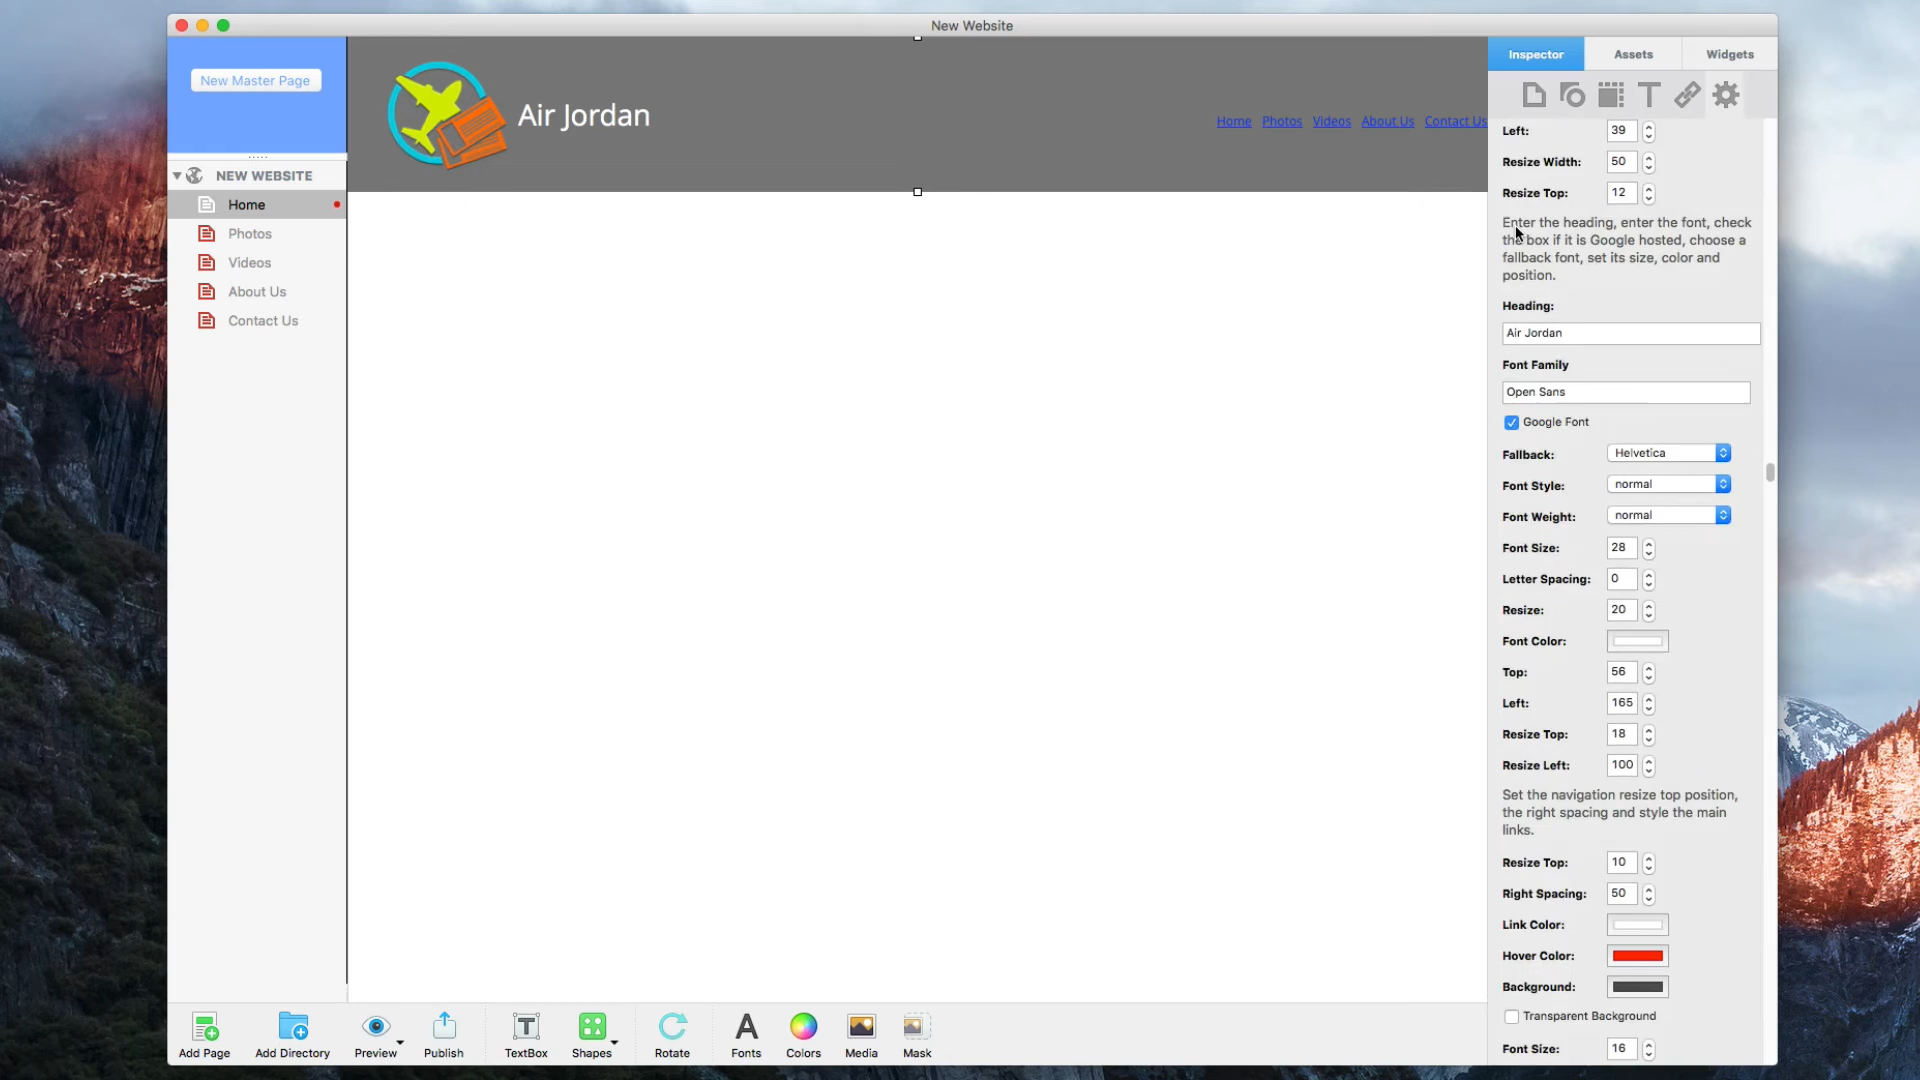 New Website
New Master Page
NEW WEBSITE
Home
Photos
Videos
About Us
Contact Us
Air Jordan
Home Photos Videos About Us Contact Us
Inspector Assets Widgets
Left: 39
Resize Width: 50
Resize Top: 12
Enter the heading, enter the font, check
the box if it is Google hosted, choose a
fallback font, set its size, color and
position.
Heading:
Air Jordan
Font Family
Open Sans
Google Font
Fallback: Helvetica
Font Style: normal
Font Weight: normal
Font Size: 28
Letter Spacing: 0
Resize: 20
Font Color:
Top: 56
Left: 165
Resize Top: 18
Resize Left: 100
Set the navigation resize top position,
the right spacing and style the main
links.
Resize Top: 10
Right Spacing: 50
Link Color:
Hover Color:
Background:
Transparent Background
Font Size: 16
Add Page Add Directory Preview Publish TextBox Shapes Rotate Fonts Colors Media Mask